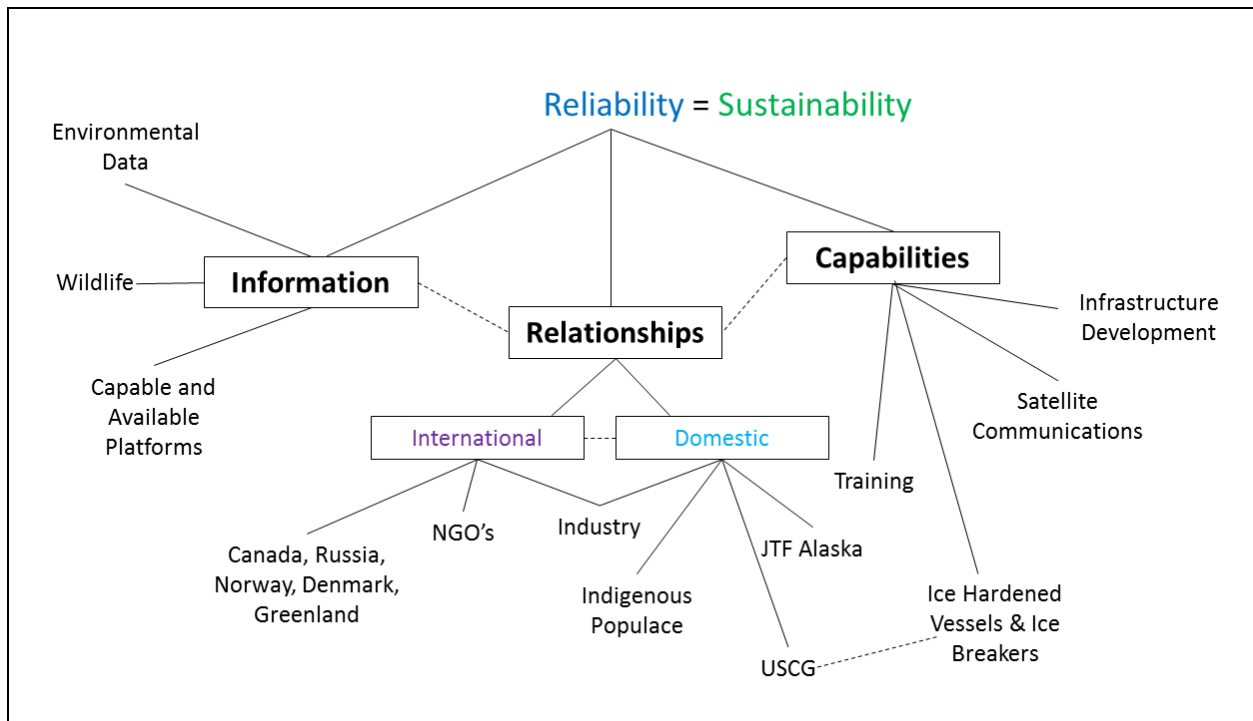 Reliability = Sustainability
Environmental
Data
Wildlife
Information
Capable and
Available
Platforms
Relationships
International
Domestic
Canada, Russia,
Norway, Denmark,
Greenland
NGO’s
Industry
Indigenous
Populace
USCG
JTF Alaska
Capabilities
Infrastructure
Development
Satellite
Communications
Training
Ice Hardened
Vessels & Ice
Breakers